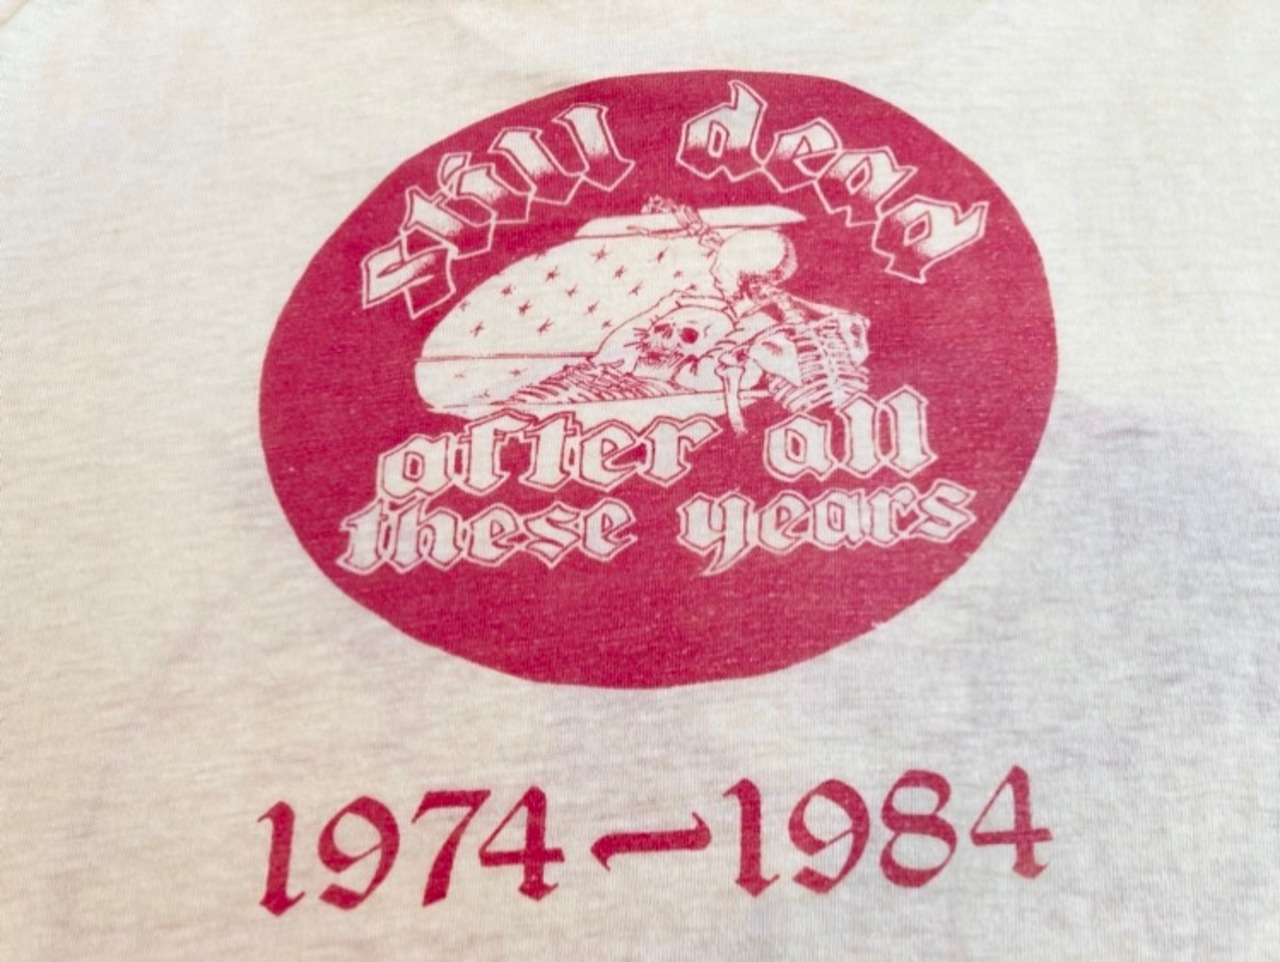 Still dead
after all
these years
1974-1984